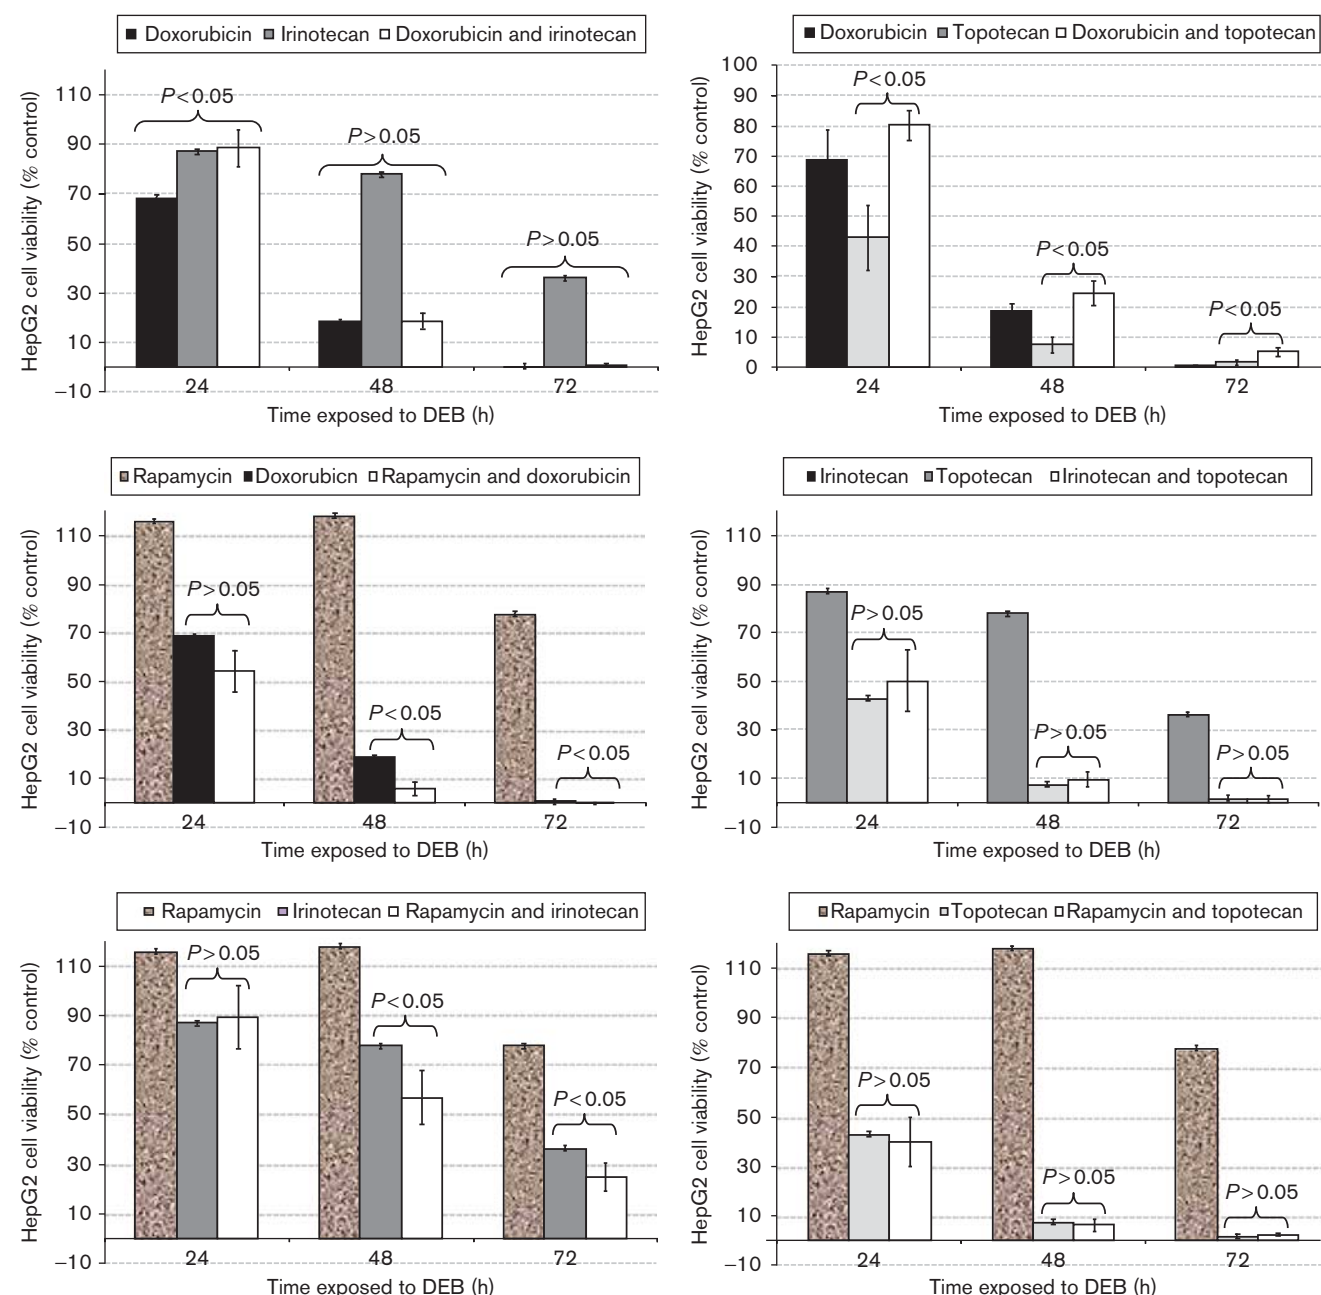 Doxorubicin Irinotecan Doxorubicin and irinotecan
HepG2 cell viability (% control)
110
90
70
50
30
10
−10
P<0.05
P>0.05
P>0.05
24 48 72
Time exposed to DEB (h)
Doxorubicin Topotecan Doxorubicin and topotecan
HepG2 cell viability (% control)
100
90
80
70
60
50
40
30
20
10
0
P<0.05
P<0.05
P<0.05
24 48 72
Time exposed to DEB (h)
Rapamycin Doxorubicn Rapamycin and doxorubicin
HepG2 cell viability (% control)
110
90
70
50
30
10
−10
P>0.05
P<0.05
P<0.05
24 48 72
Time exposed to DEB (h)
Irinotecan Topotecan Irinotecan and topotecan
HepG2 cell viability (% control)
110
90
70
50
30
10
−10
P>0.05
P>0.05
P>0.05
24 48 72
Time exposed to DEB (h)
Rapamycin Irinotecan Rapamycin and irinotecan
HepG2 cell viability (% control)
110
90
70
50
30
10
−10
P>0.05
P<0.05
P<0.05
24 48 72
Time exposed to DEB (h)
Rapamycin Topotecan Rapamycin and topotecan
HepG2 cell viability (% control)
110
90
70
50
30
10
−10
P>0.05
P>0.05
P>0.05
24 48 72
Time exposed to DEB (h)